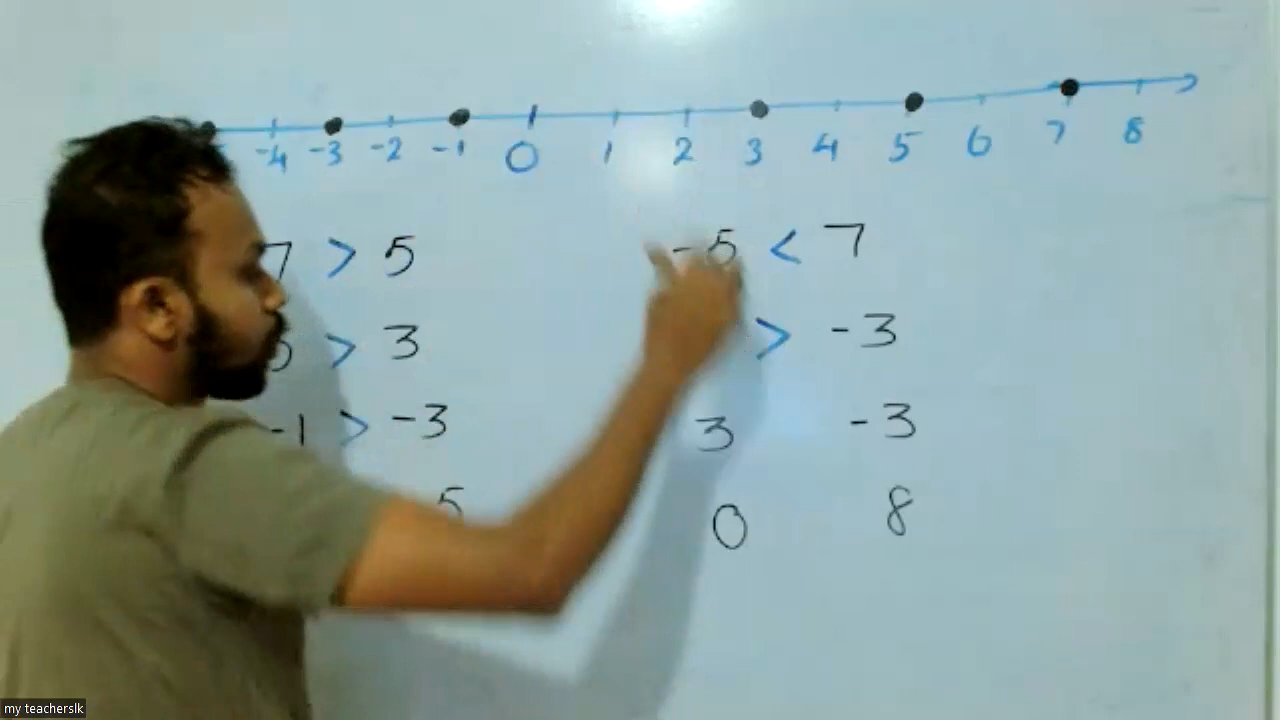 -4 -3 -2 -1 0 1 2 3 4 5 6 7 8
7 > 5 -5 < 7
> 3 > -3
-1 > -3 3 -3
5 0 8
my teacherslk